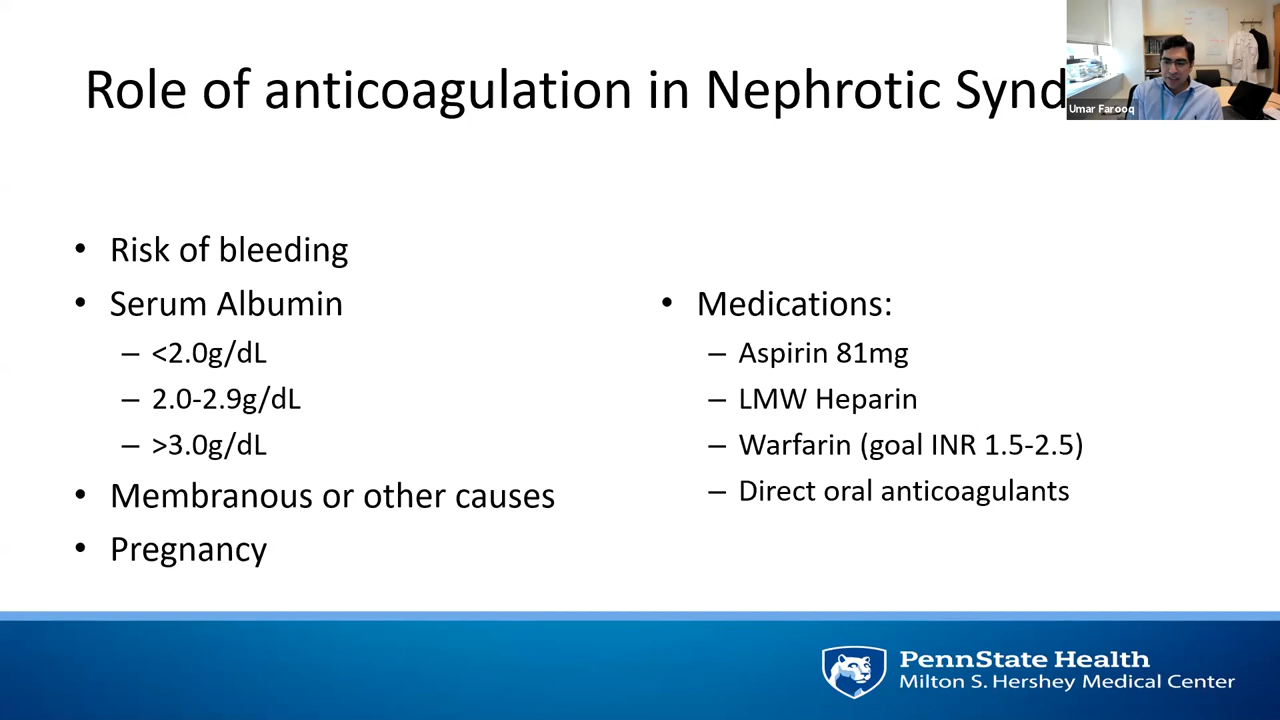 Role of anticoagulation in Nephrotic Synd
Umar Farooq
• Risk of bleeding
• Serum Albumin
– <2.0g/dL
– 2.0-2.9g/dL
– >3.0g/dL
• Membranous or other causes
• Pregnancy
• Medications:
– Aspirin 81mg
– LMW Heparin
– Warfarin (goal INR 1.5-2.5)
– Direct oral anticoagulants
PennState Health
Milton S. Hershey Medical Center